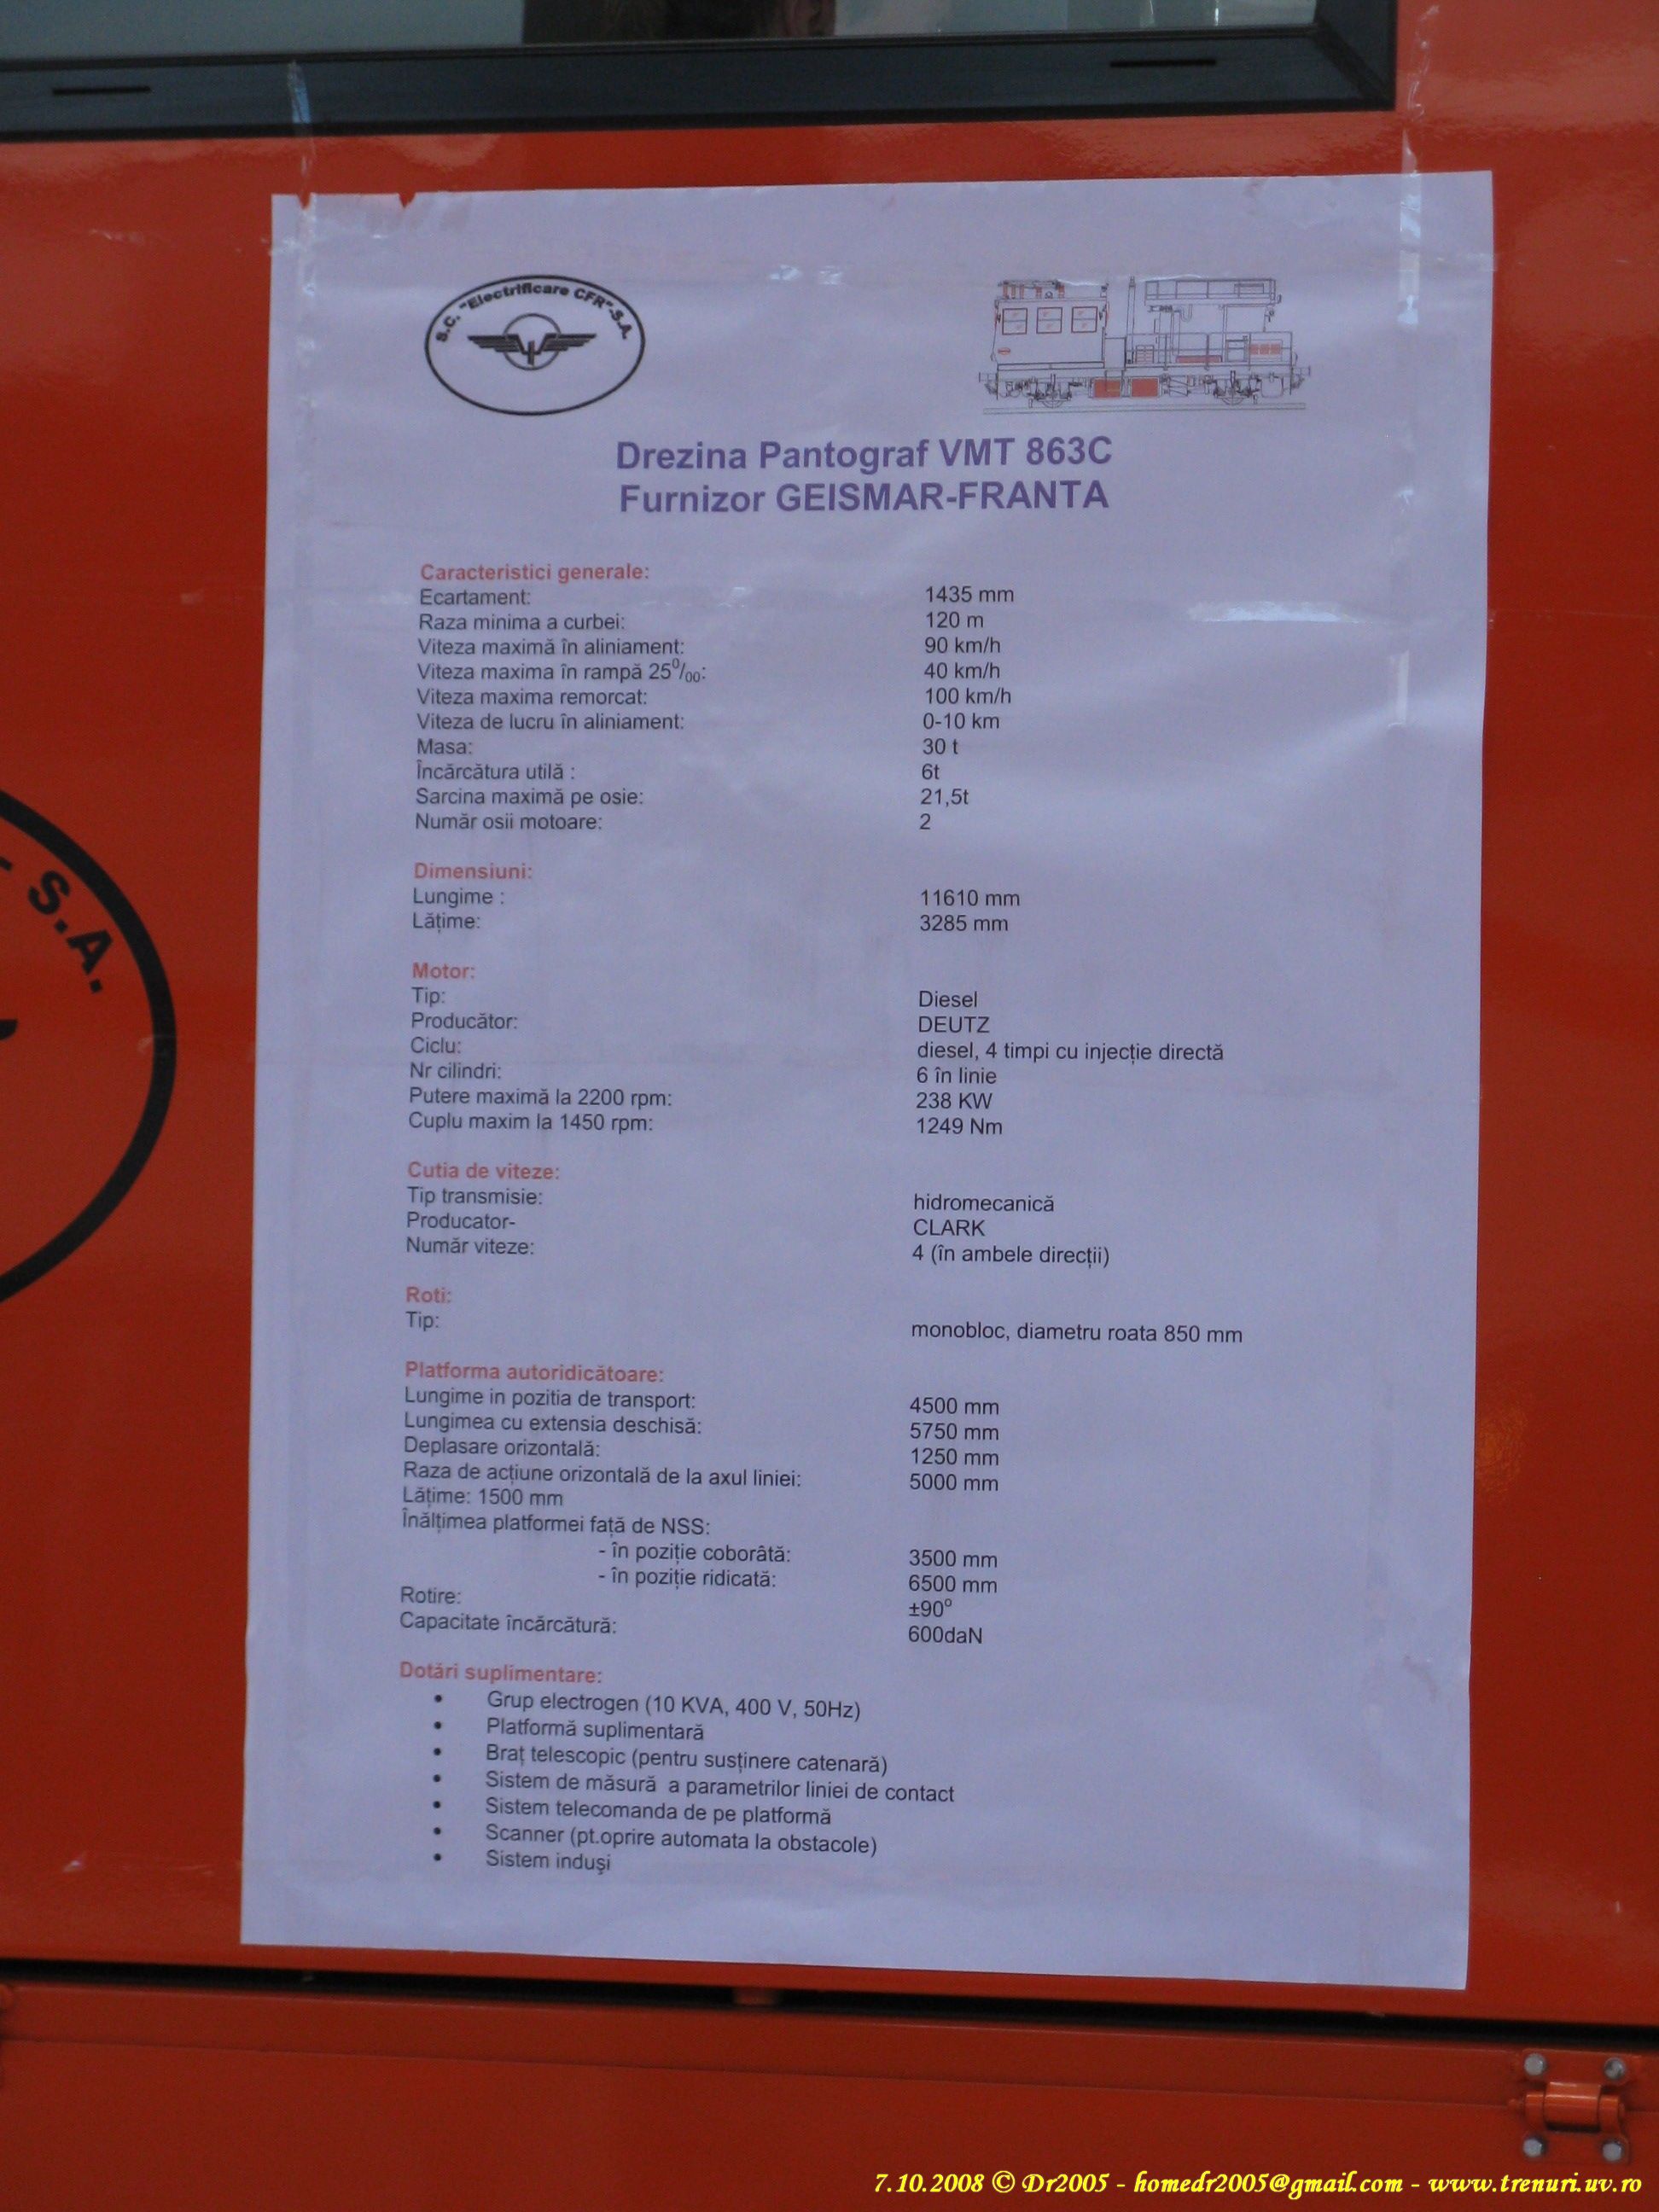 S.C. "Electrificare CFR"-S.A.
Drezina Pantograf VMT 863C
Furnizor GEISMAR-FRANTA
Caracteristici generale:
Ecartament: 1435 mm
Raza minima a curbei: 120 m
Viteza maximă în aliniament: 90 km/h
Viteza maxima în rampă 25⁰/₀₀: 40 km/h
Viteza maxima remorcat: 100 km/h
Viteza de lucru în aliniament: 0-10 km
Masa: 30 t
Încărcătura utilă : 6t
Sarcina maximă pe osie: 21,5t
Număr osii motoare: 2
Dimensiuni:
Lungime : 11610 mm
Lățime: 3285 mm
Motor:
Tip: Diesel
Producător: DEUTZ
Ciclu: diesel, 4 timpi cu injecție directă
Nr cilindri: 6 în linie
Putere maximă la 2200 rpm: 238 KW
Cuplu maxim la 1450 rpm: 1249 Nm
Cutia de viteze:
Tip transmisie: hidromecanică
Producator- CLARK
Număr viteze: 4 (în ambele direcții)
Roti:
Tip: monobloc, diametru roata 850 mm
Platforma autoridicătoare:
Lungime in pozitia de transport: 4500 mm
Lungimea cu extensia deschisă: 5750 mm
Deplasare orizontală: 1250 mm
Raza de acțiune orizontală de la axul liniei: 5000 mm
Lățime: 1500 mm
Înălțimea platformei față de NSS:
- în poziție coborâtă: 3500 mm
- în poziție ridicată: 6500 mm
Rotire: ±90°
Capacitate încărcătură: 600daN
Dotări suplimentare:
• Grup electrogen (10 KVA, 400 V, 50Hz)
• Platformă suplimentară
• Braț telescopic (pentru susținere catenară)
• Sistem de măsură a parametrilor liniei de contact
• Sistem telecomanda de pe platformă
• Scanner (pt.oprire automata la obstacole)
• Sistem induși
- S.A.
7.10.2008 © Dr2005 - homedr2005@gmail.com - www.trenuri.uv.ro